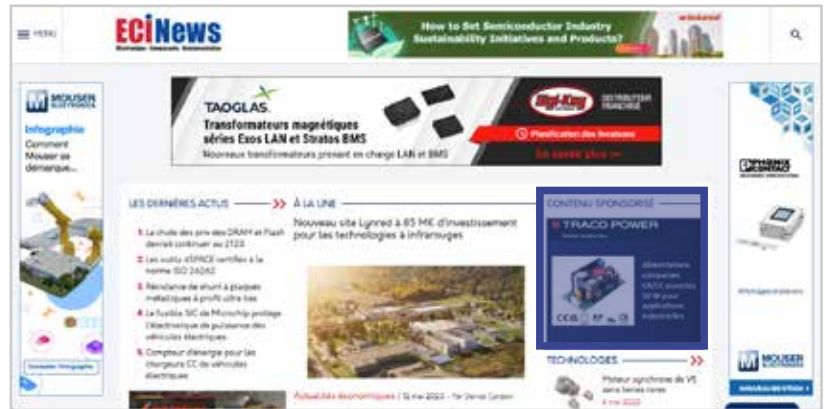 MENU
ECiNews
How to Set Semiconductor Industry
Sustainability Initiatives and Products?
MOUSER
ELECTRONICS
Infographie
Comment
Mouser se
démarque...
TAOGLAS.
Transformateurs magnétiques
séries Exos LAN et Stratos BMS
Nouveaux transformateurs prenant en charge LAN et BMS
Digi-Key
DISTRIBUTEUR
FRANCHISÉ
Planification des livraisons
En savoir plus
PHOENIX
CONTACT
LES DERNIÈRES ACTUS
1. La chute des prix des DRAM et Flash
devrait continuer au 2T23
2. Les outils dSPACE certifiés à la
norme ISO 26262
3. Résistance de shunt à plaques
métalliques à profil ultra bas
4. Le fusible SIC de Microchip protège
l'électronique de puissance des
véhicules électriques
5. Compteur d'énergie pour les
chargeurs CC de véhicules
électriques
À LA UNE
Nouveau site Lynred à 85 M€ d'investissement
pour les technologies à infrarouges
Actualités économiques | 12 mai 2023
CONTENU SPONSORISÉ
TRACO POWER
Alimentations
compactes
CA/CC ouvertes
50 W pour
applications
industrielles
TECHNOLOGIES
Moteur synchrone de VE
sans terres rares
MOUSER